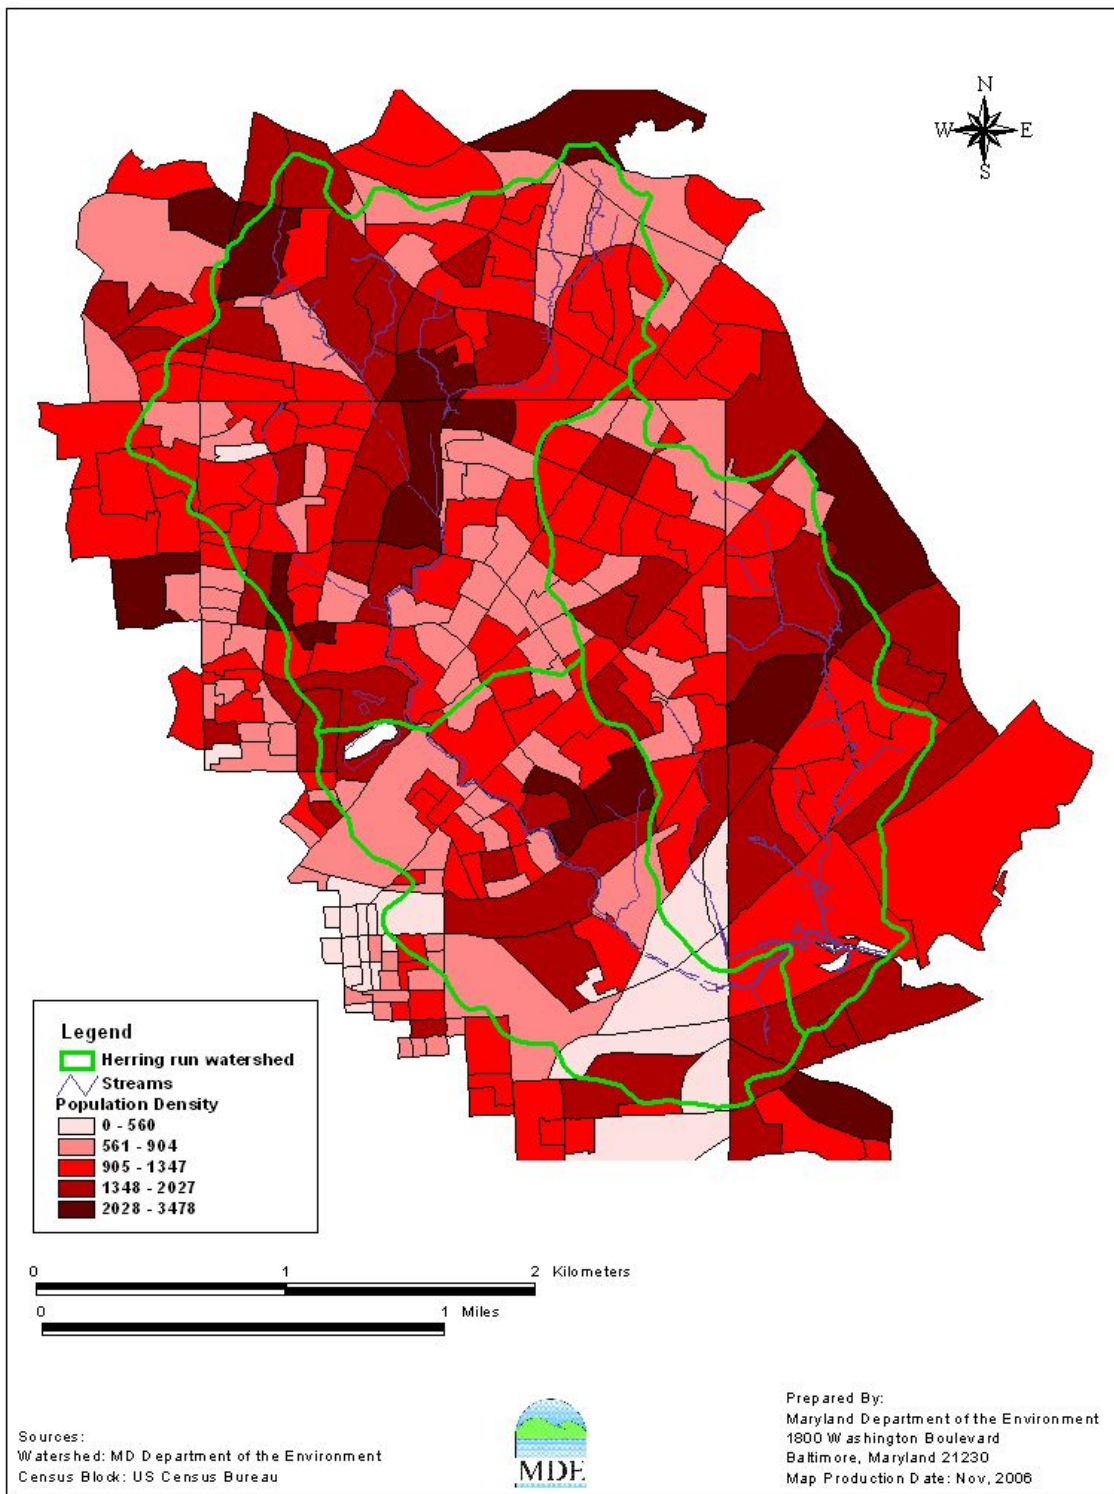 N
W E
S
Legend
Herring run watershed
Streams
Population Density
0 - 560
561 - 904
905 - 1347
1348 - 2027
2028 - 3478
0 1 2 Kilometers
0 1 Miles
Sources:
Watershed: MD Department of the Environment
Census Block: US Census Bureau
MDE
Prepared By:
Maryland Department of the Environment
1800 Washington Boulevard
Baltimore, Maryland 21230
Map Production Date: Nov, 2006